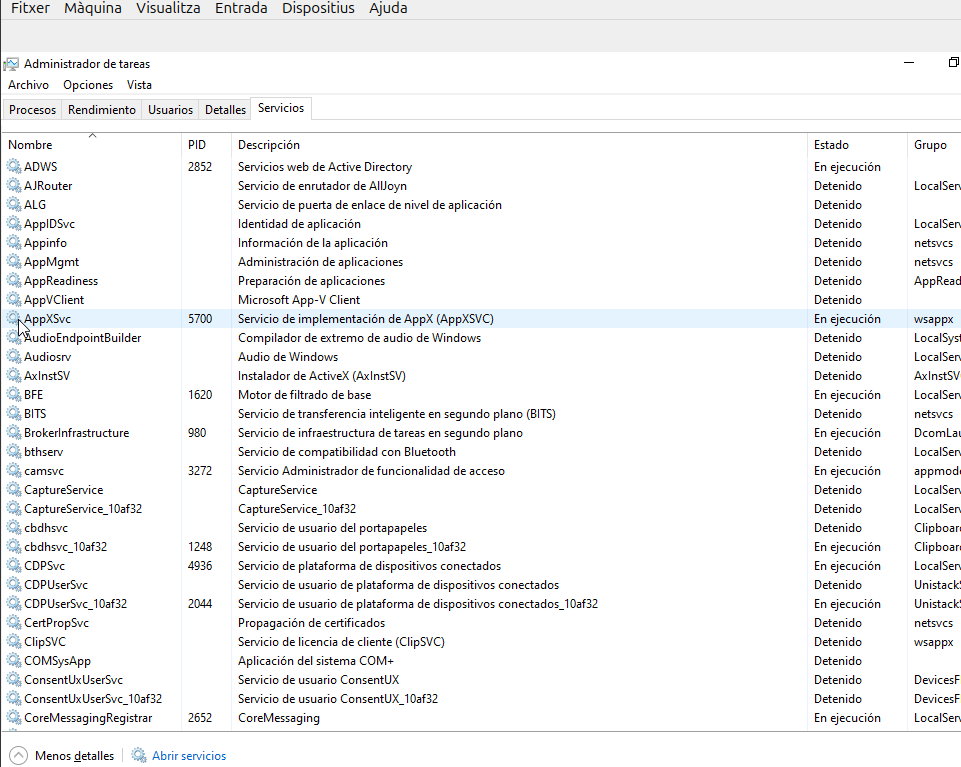 Fitxer Màquina Visualitza Entrada Dispositius Ajuda
Administrador de tareas
Archivo Opciones Vista
Procesos Rendimiento Usuarios Detalles Servicios
Nombre PID Descripción Estado Grupo
ADWS 2852 Servicios web de Active Directory En ejecución
AJRouter Servicio de enrutador de AllJoyn Detenido LocalServ
ALG Servicio de puerta de enlace de nivel de aplicación Detenido
AppIDSvc Identidad de aplicación Detenido LocalServ
Appinfo Información de la aplicación Detenido netsvcs
AppMgmt Administración de aplicaciones Detenido netsvcs
AppReadiness Preparación de aplicaciones Detenido AppRead
AppVClient Microsoft App-V Client Detenido
AppXSvc 5700 Servicio de implementación de AppX (AppXSVC) En ejecución wsappx
AudioEndpointBuilder Compilador de extremo de audio de Windows Detenido LocalSyst
Audiosrv Audio de Windows Detenido LocalServ
AxInstSV Instalador de ActiveX (AxInstSV) Detenido AxInstSV
BFE 1620 Motor de filtrado de base En ejecución LocalServ
BITS Servicio de transferencia inteligente en segundo plano (BITS) Detenido netsvcs
BrokerInfrastructure 980 Servicio de infraestructura de tareas en segundo plano En ejecución DcomLau
bthserv Servicio de compatibilidad con Bluetooth Detenido LocalServ
camsvc 3272 Servicio Administrador de funcionalidad de acceso En ejecución appmode
CaptureService CaptureService Detenido LocalServ
CaptureService_10af32 CaptureService_10af32 Detenido LocalServ
cbdhsvc Servicio de usuario del portapapeles Detenido Clipboard
cbdhsvc_10af32 1248 Servicio de usuario del portapapeles_10af32 En ejecución Clipboard
CDPSvc 4936 Servicio de plataforma de dispositivos conectados En ejecución LocalServ
CDPUserSvc Servicio de usuario de plataforma de dispositivos conectados Detenido UnistackS
CDPUserSvc_10af32 2044 Servicio de usuario de plataforma de dispositivos conectados_10af32 En ejecución UnistackS
CertPropSvc Propagación de certificados Detenido netsvcs
ClipSVC Servicio de licencia de cliente (ClipSVC) Detenido wsappx
COMSysApp Aplicación del sistema COM+ Detenido
ConsentUxUserSvc Servicio de usuario ConsentUX Detenido DevicesFl
ConsentUxUserSvc_10af32 Servicio de usuario ConsentUX_10af32 Detenido DevicesFl
CoreMessagingRegistrar 2652 CoreMessaging En ejecución LocalServ
Menos detalles Abrir servicios